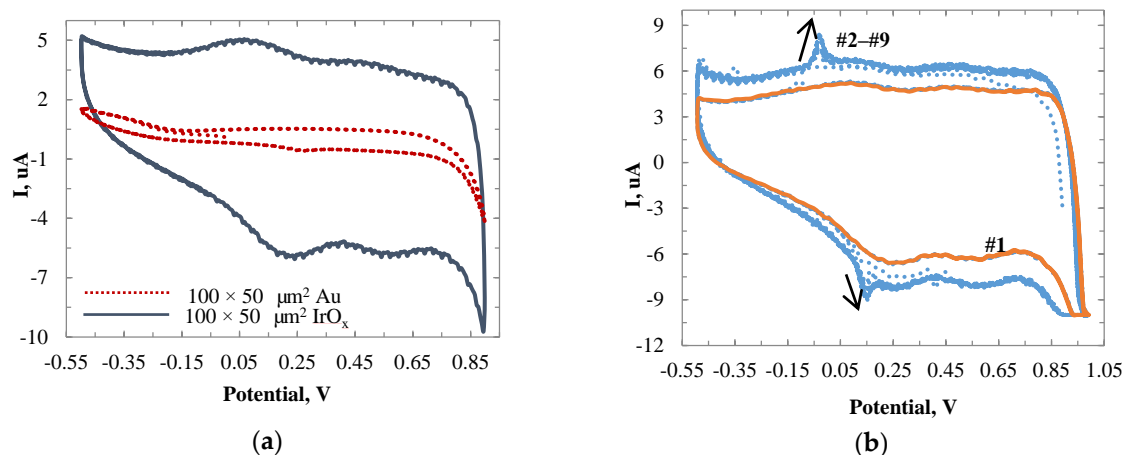 5
2
-1
-4
-7
-10
I, uA
100 × 50 μm² Au
100 × 50 μm² IrOx
-0.55 -0.35 -0.15 0.05 0.25 0.45 0.65 0.85
Potential, V
(a)
9
6
3
0
-3
-6
-9
-12
I, uA
#2–#9
#1
-0.55 -0.35 -0.15 0.05 0.25 0.45 0.65 0.85 1.05
Potential, V
(b)